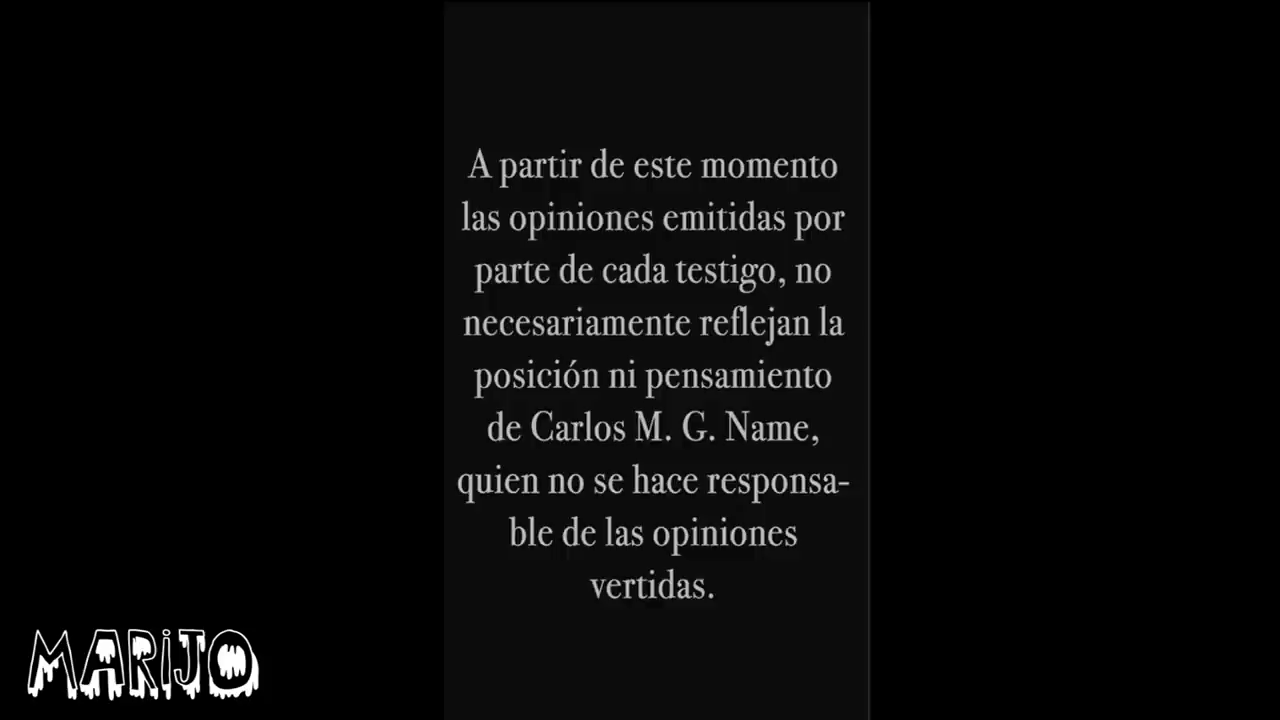 A partir de este momento
las opiniones emitidas por
parte de cada testigo, no
necesariamente reflejan la
posición ni pensamiento
de Carlos M. G. Name,
quien no se hace responsa-
ble de las opiniones
vertidas.
MARiJO